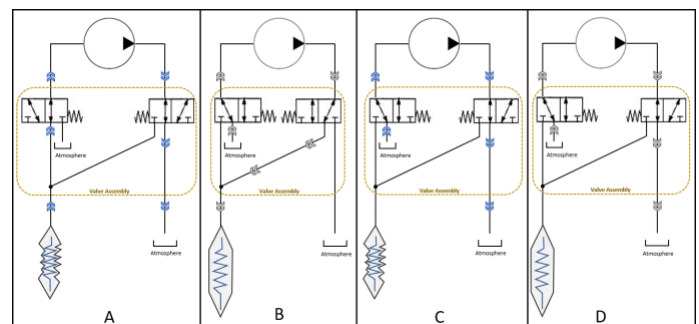 Atmosphere
Valve Assembly
Atmosphere
A
Atmosphere
Valve Assembly
Atmosphere
B
Atmosphere
Valve Assembly
Atmosphere
C
Atmosphere
Valve Assembly
Atmosphere
D